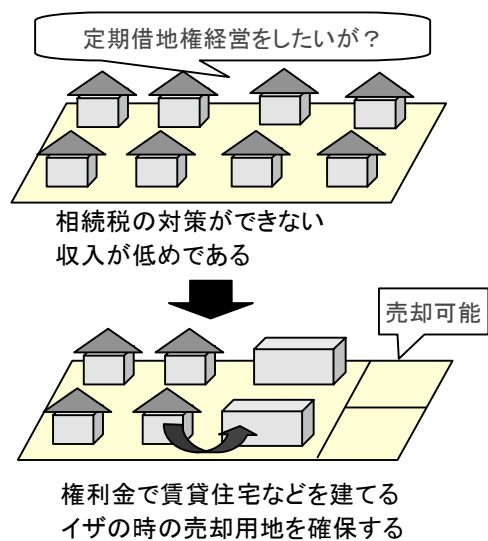 定期借地権経営をしたいが？
相続税の対策ができない
収入が低めである
売却可能
権利金で賃貸住宅などを建てる
イザの時の売却用地を確保する